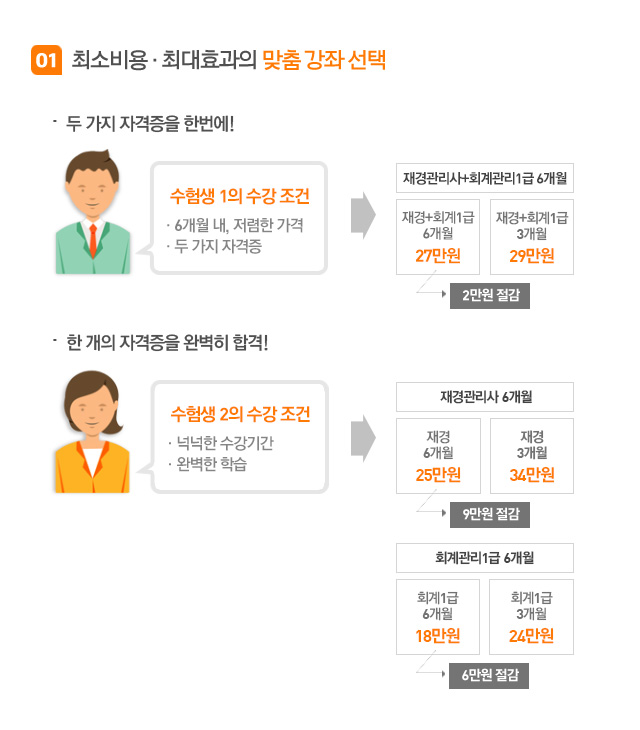 01 최소비용 · 최대효과의 맞춤 강좌 선택
- 두 가지 자격증을 한번에!
수험생 1의 수강 조건
· 6개월 내, 저렴한 가격
· 두 가지 자격증
재경관리사+회계관리1급 6개월
재경+회계1급
6개월
27만원
재경+회계1급
3개월
29만원
2만원 절감
- 한 개의 자격증을 완벽히 합격!
수험생 2의 수강 조건
· 넉넉한 수강기간
· 완벽한 학습
재경관리사 6개월
재경
6개월
25만원
재경
3개월
34만원
9만원 절감
회계관리1급 6개월
회계1급
6개월
18만원
회계1급
3개월
24만원
6만원 절감